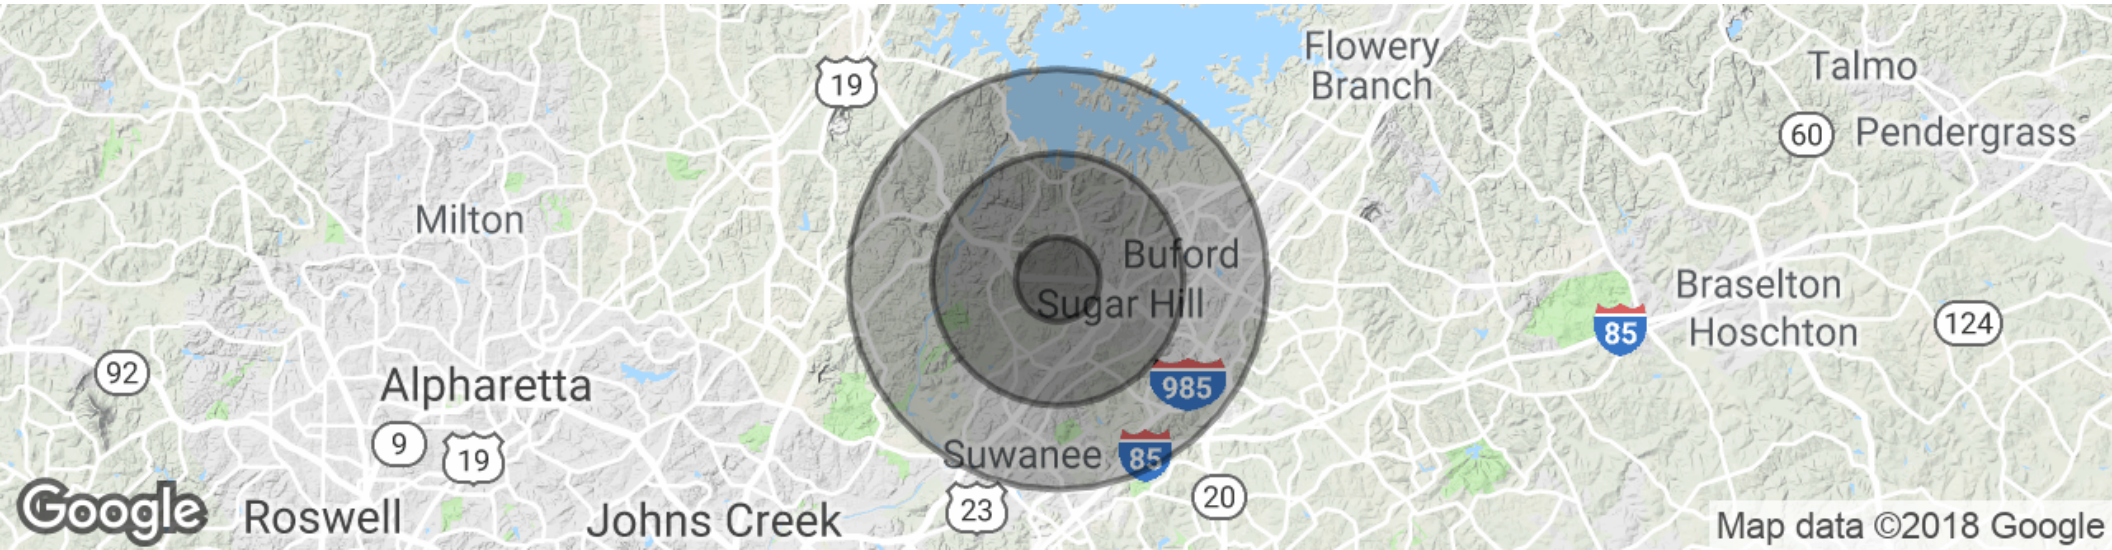 Flowery
Branch
Talmo
19
60
Pendergrass
Milton
Buford
Sugar Hill
Braselton
85
Hoschton
124
92
Alpharetta
985
9
19
Suwanee
85
20
23
Google
Roswell
Johns Creek
Map data ©2018 Google